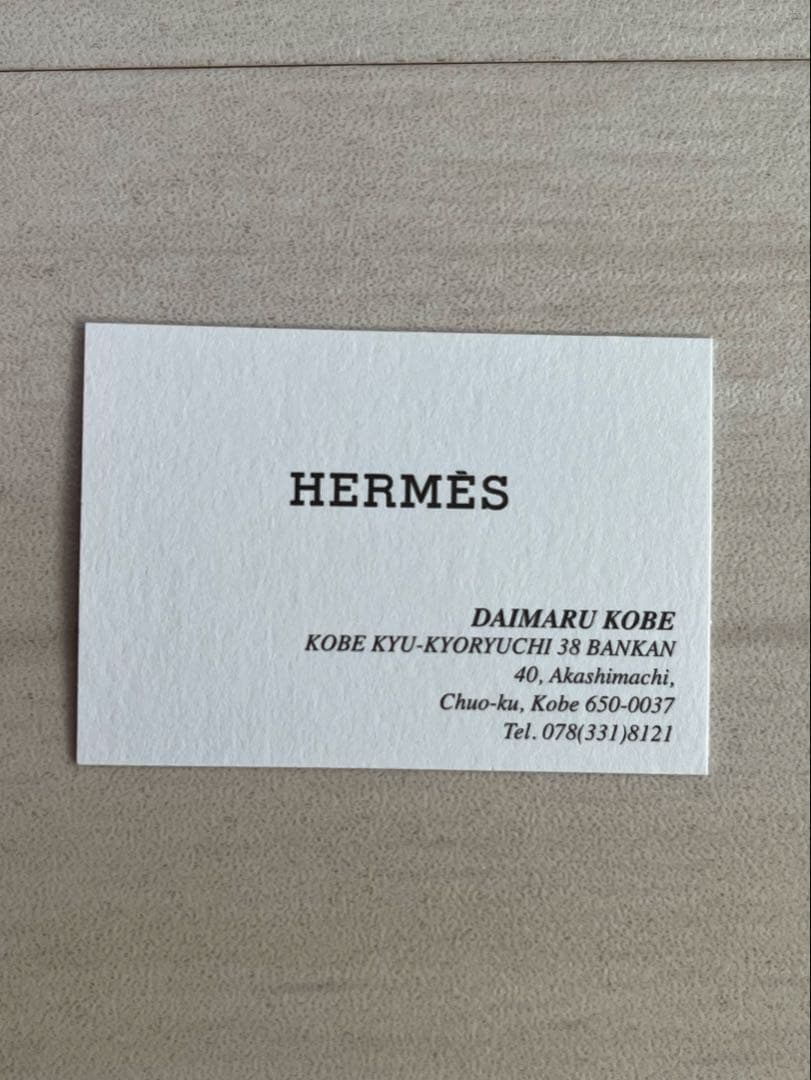 HERMÈS
DAIMARU KOBE
KOBE KYU-KYORYUCHI 38 BANKAN
40, Akashimachi,
Chuo-ku, Kobe 650-0037
Tel. 078(331)8121